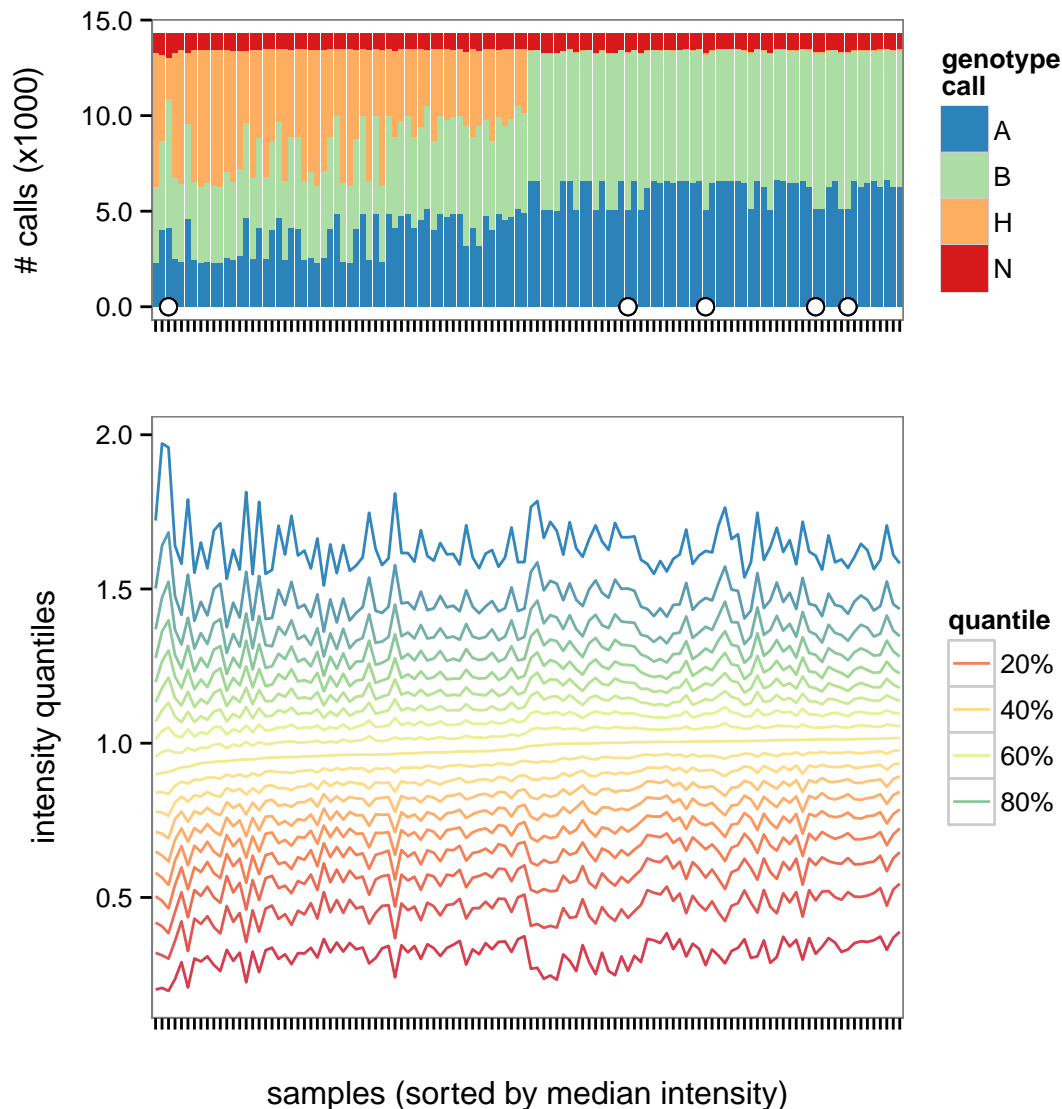 # calls (x1000)
15.0
10.0
5.0
0.0
genotype
call
A
B
H
N
intensity quantiles
2.0
1.5
1.0
0.5
quantile
20%
40%
60%
80%
samples (sorted by median intensity)